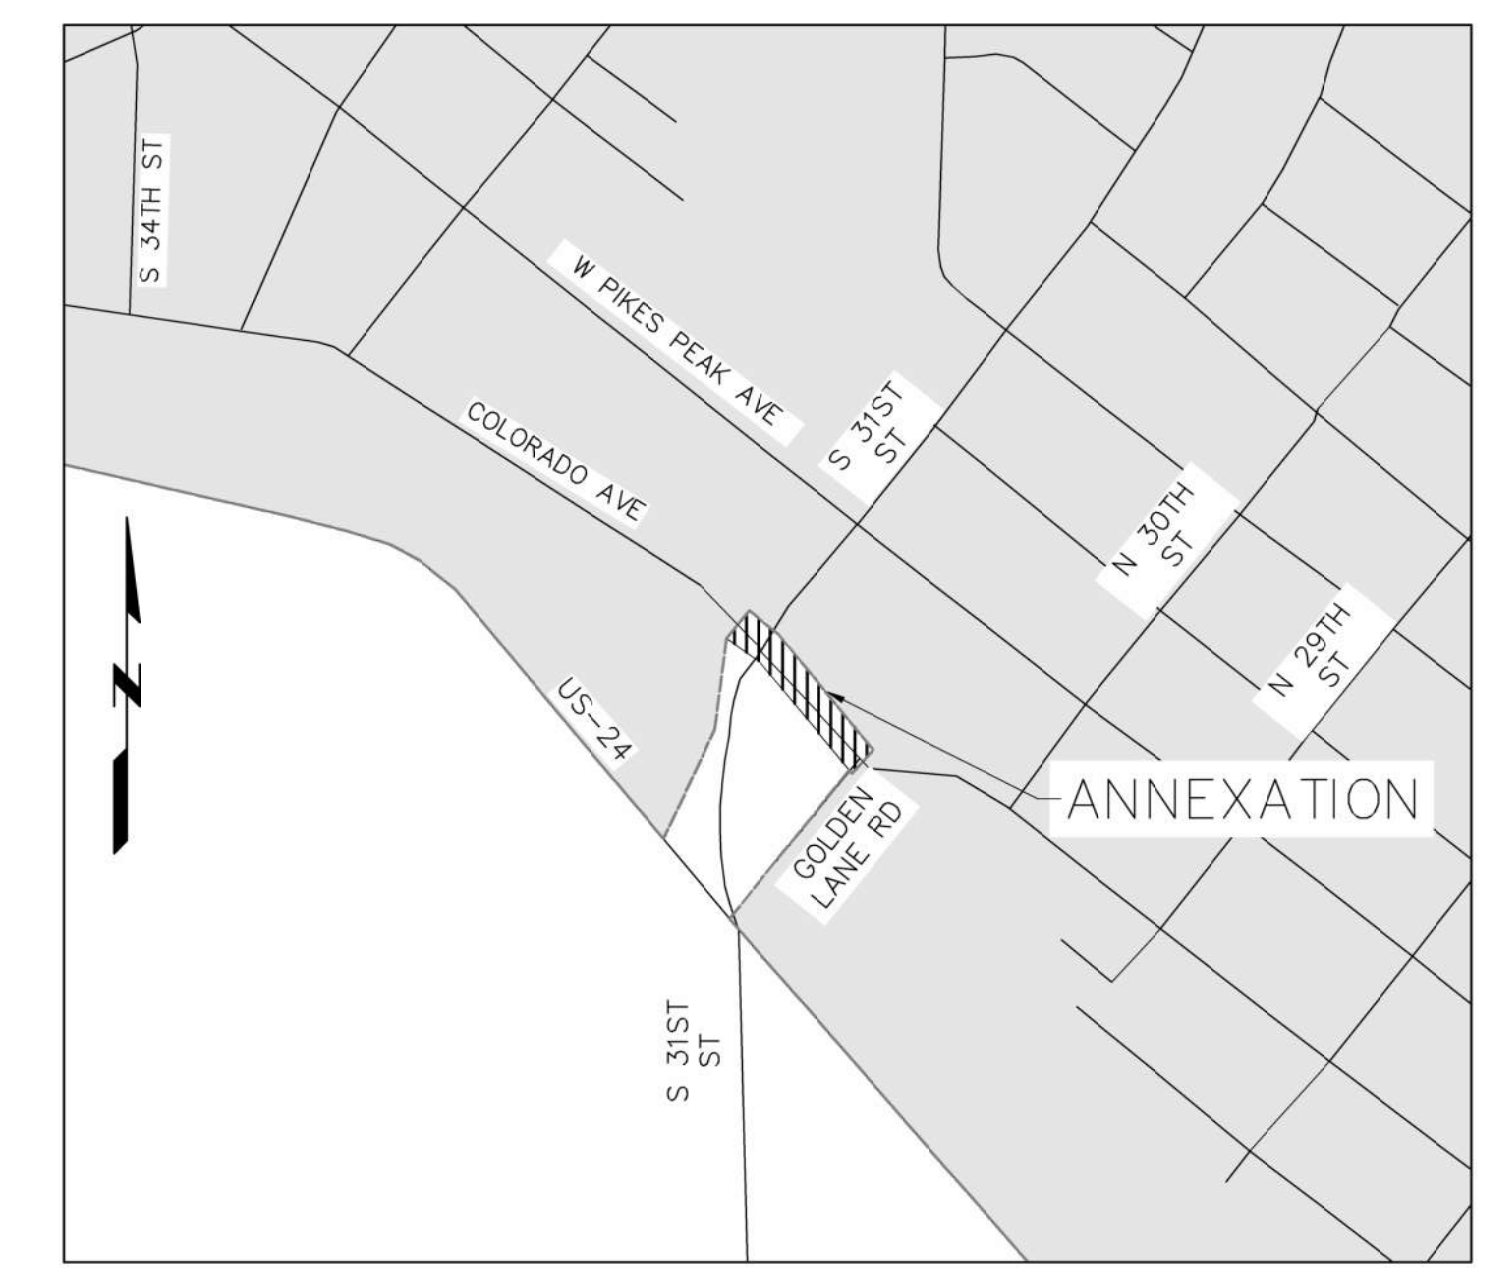 S 34TH ST
W PIKES PEAK AVE
S 31ST
ST
COLORADO AVE
N 30TH
ST
N 29TH
ST
N
US-24
ANNEXATION
GOLDEN
LANE RD
S 31ST
ST